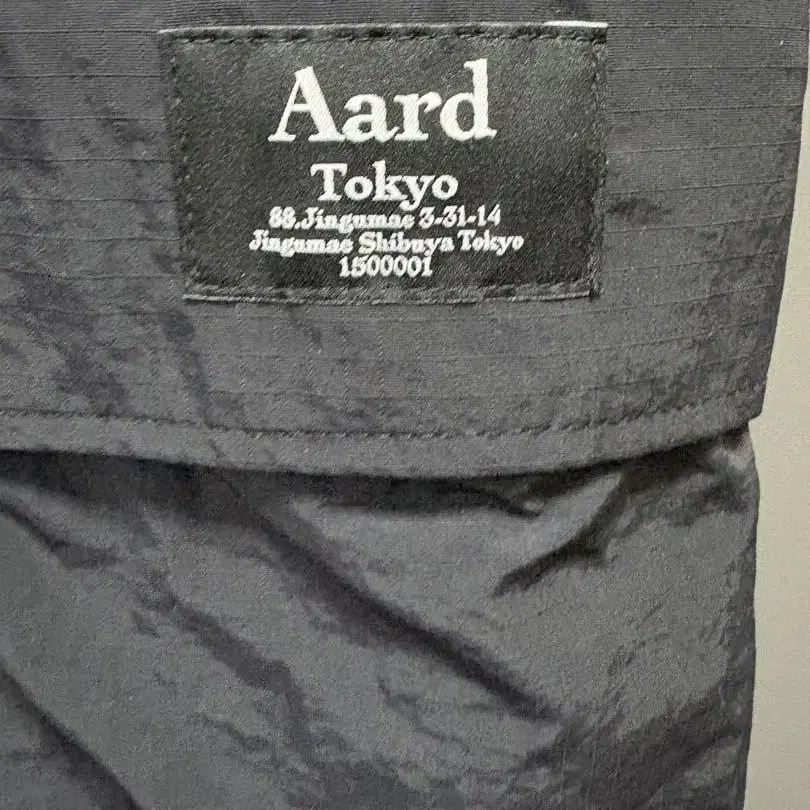 Aard
Tokyo
88.Jingumae 3-31-14
Jingumae Shibuya Tokyo
1500001